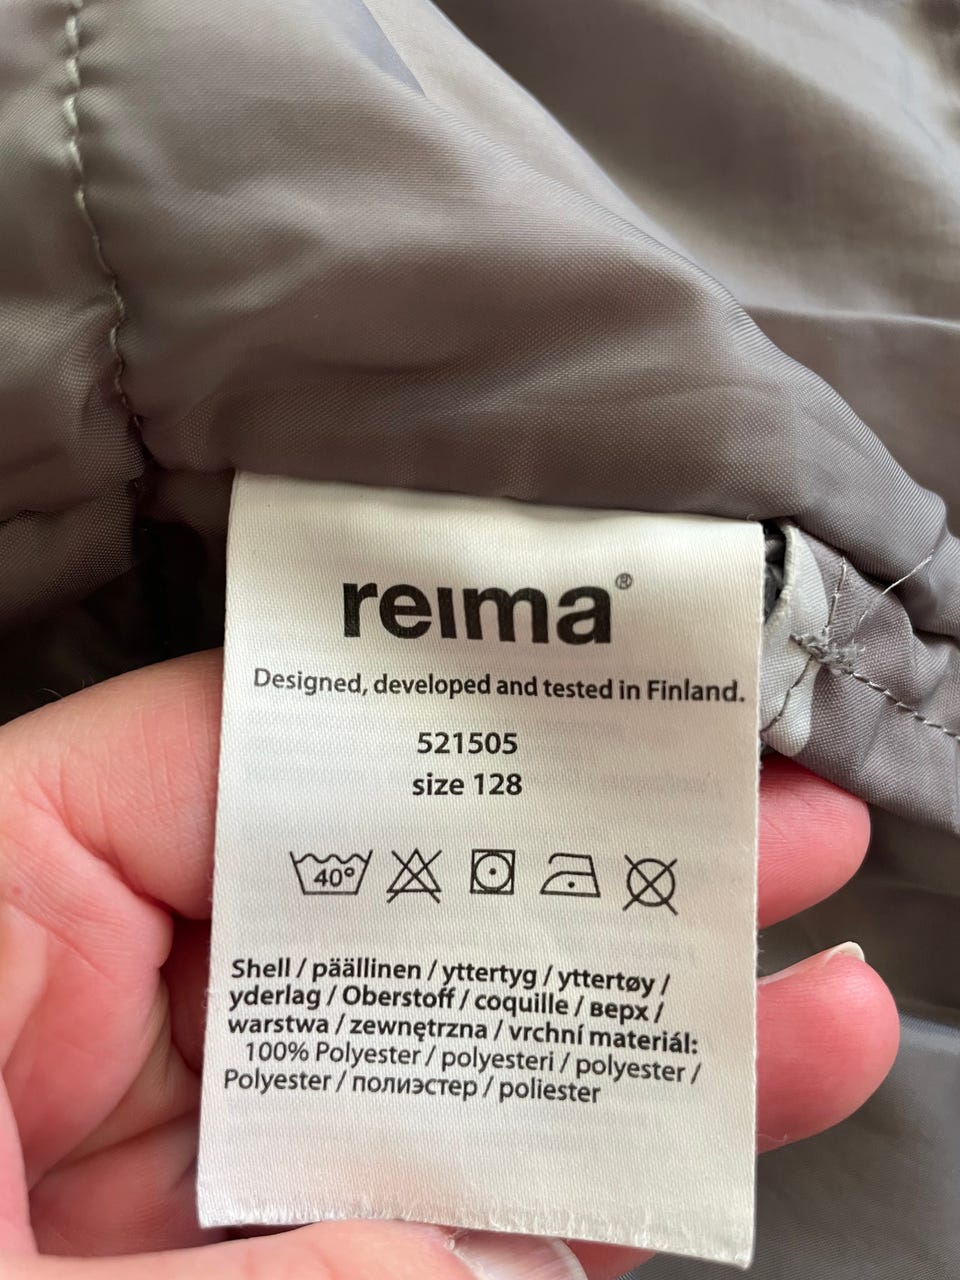 reima®
Designed, developed and tested in Finland.
521505
size 128
40°
Shell / päällinen / yttertyg / yttertøy /
yderlag / Oberstoff / coquille / верх /
warstwa / zewnętrzna / vrchní materiál:
100% Polyester / polyesteri / polyester /
Polyester / полиэстер / poliester